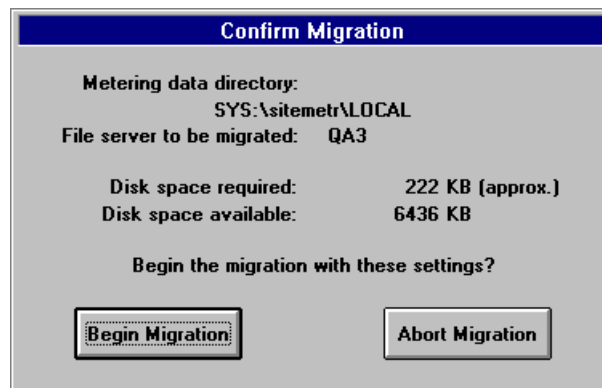 Confirm Migration
Metering data directory:
SYS:\sitemetr\LOCAL
File server to be migrated: QA3
Disk space required: 222 KB (approx.)
Disk space available: 6436 KB
Begin the migration with these settings?
Begin Migration Abort Migration